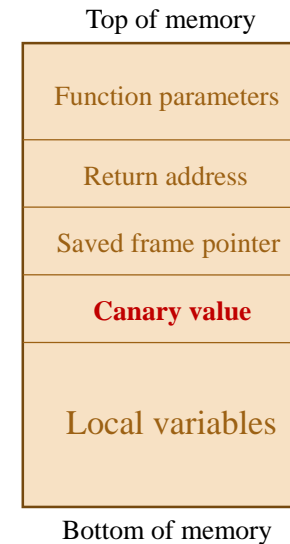 Top of memory
Function parameters
Return address
Saved frame pointer
Canary value
Local variables
Bottom of memory